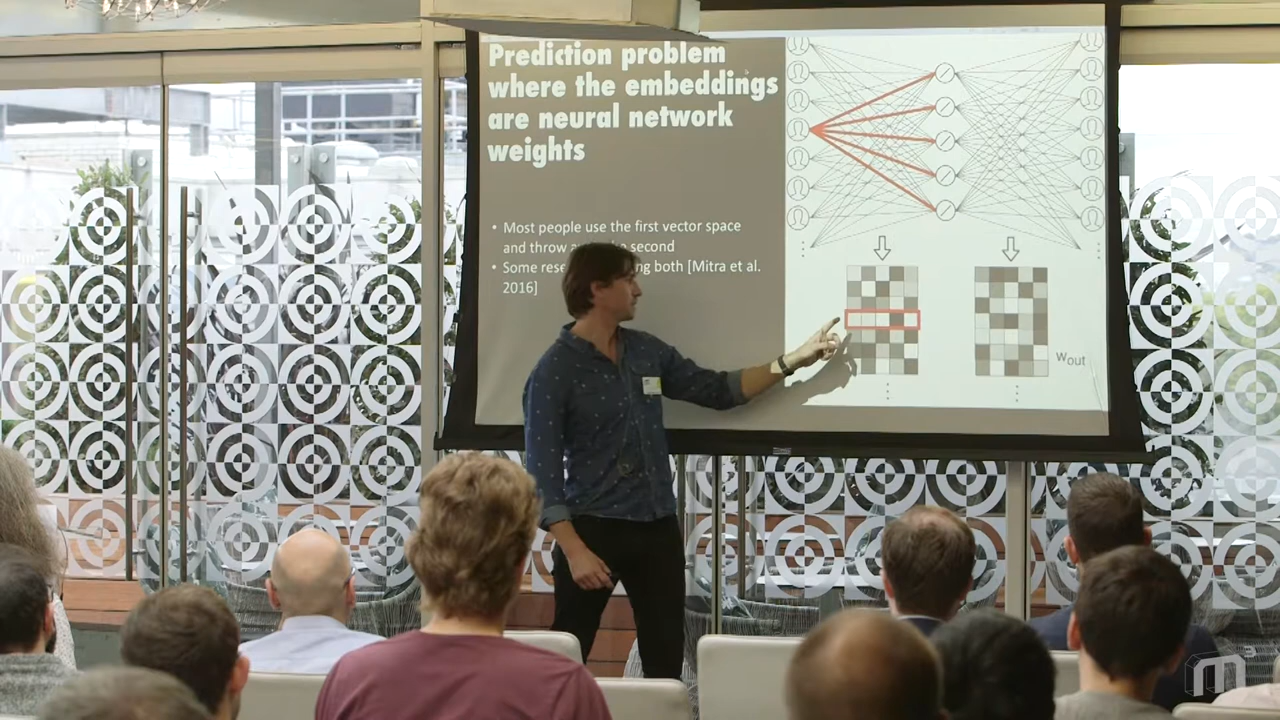 Prediction problem
where the embeddings
are neural network
weights
• Most people use the first vector space
and throw second
• Some both [Mitra et al.
2016]
Wout